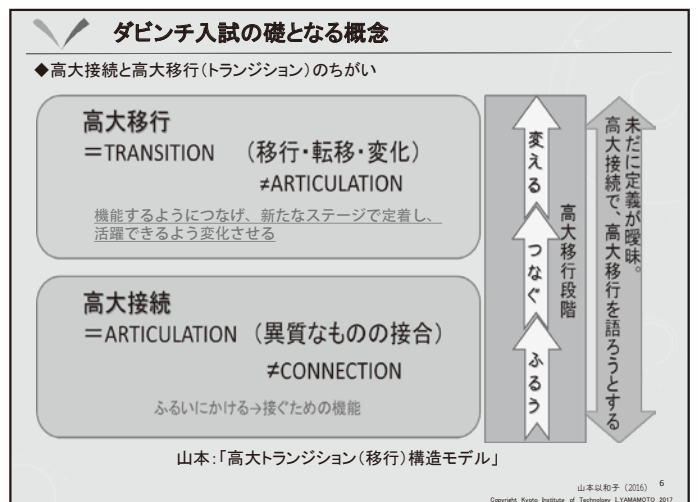 ダビンチ入試の礎となる概念
◆高大接続と高大移行(トランジション)のちがい
高大移行
＝TRANSITION （移行・転移・変化）
≠ARTICULATION
機能するようにつなげ、新たなステージで定着し、
活躍できるよう変化させる
高大接続
＝ARTICULATION （異質なものの接合）
≠CONNECTION
ふるいにかける→接ぐための機能
変える
つなぐ
ふるう
高大移行段階
未だに定義が曖昧。
高大接続で、高大移行を語ろうとする
山本：「高大トランジション（移行）構造モデル」
山本以和子（2016） 6
Copyright Kyoto Institute of Technology I.YAMAMOTO 2017